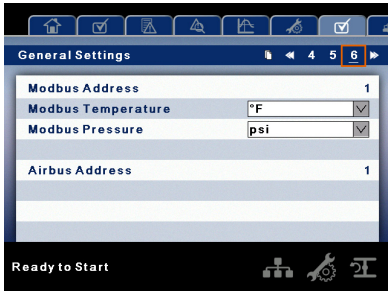 General Settings 4 5 6
Modbus Address 1
Modbus Temperature °F
Modbus Pressure psi
Airbus Address 1
Ready to Start